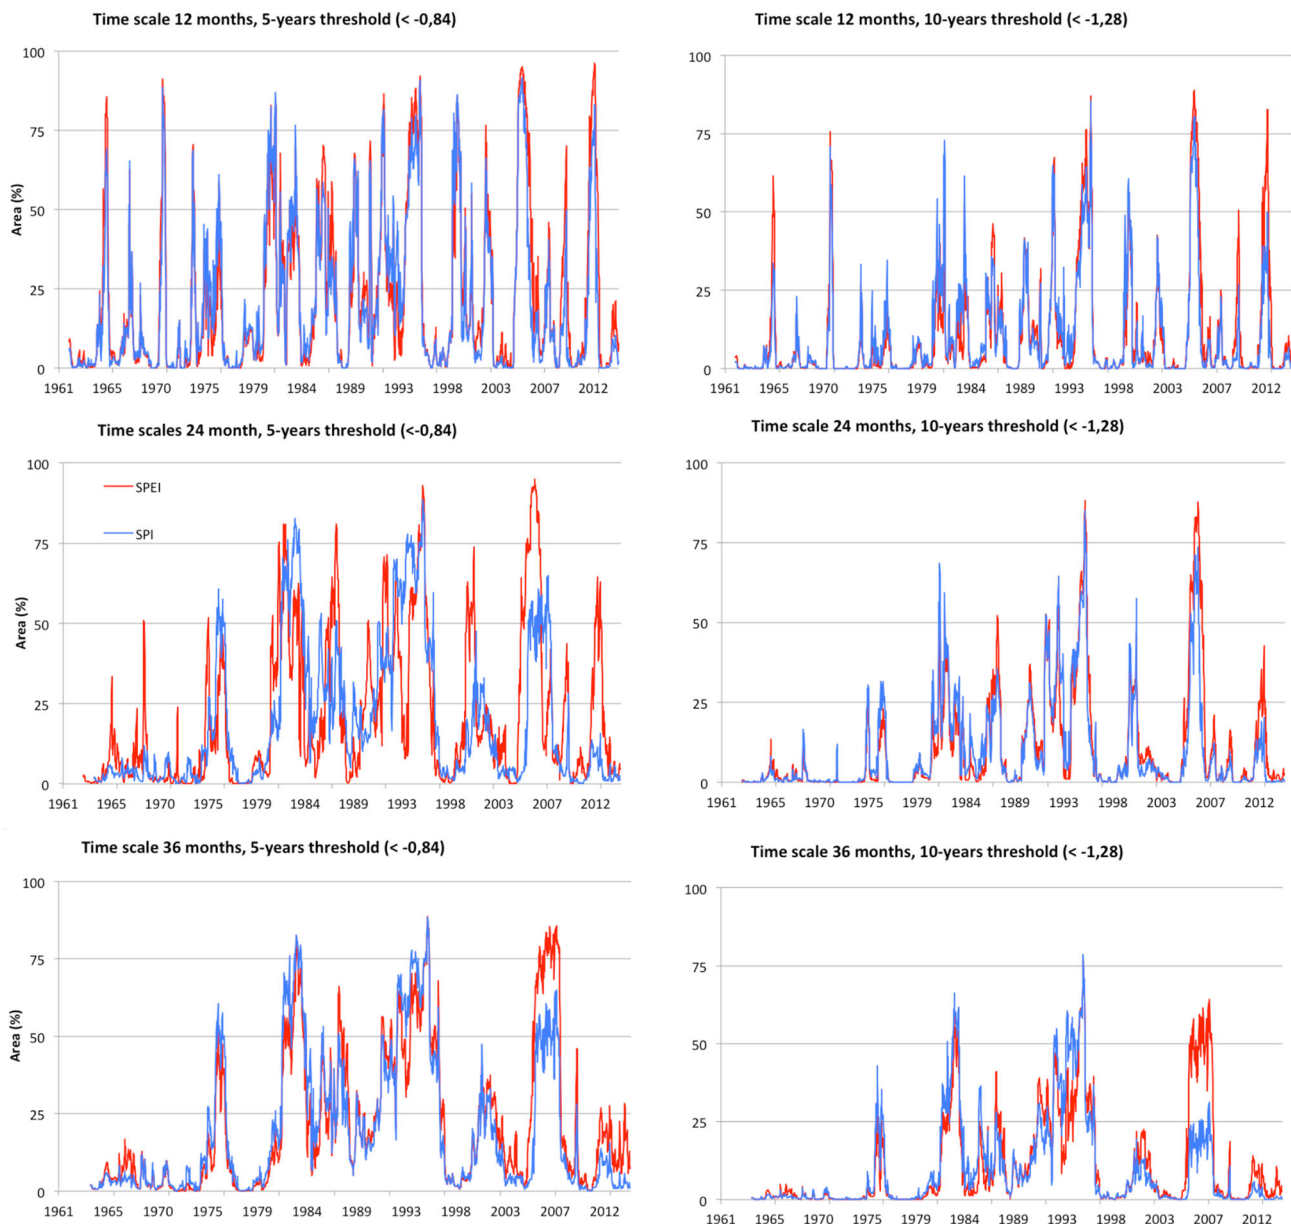 Time scale 12 months, 5-years threshold (< -0,84)
100
75
50
25
0
Area (%)
1961 1965 1970 1975 1979 1984 1989 1993 1998 2003 2007 2012
Time scale 12 months, 10-years threshold (< -1,28)
100
75
50
25
0
1961 1965 1970 1975 1979 1984 1989 1993 1998 2003 2007 2012
Time scales 24 month, 5-years threshold (<-0,84)
100
75
50
25
0
Area (%)
SPEI
SPI
1961 1965 1970 1975 1979 1984 1989 1993 1998 2003 2007 2012
Time scale 24 months, 10-years threshold (< -1,28)
100
75
50
25
0
1961 1965 1970 1975 1979 1984 1989 1993 1998 2003 2007 2012
Time scale 36 months, 5-years threshold (< -0,84)
100
75
50
25
0
Area (%)
1961 1965 1970 1975 1979 1984 1989 1993 1998 2003 2007 2012
Time scale 36 months, 10-years threshold (< -1,28)
100
75
50
25
0
1961 1965 1970 1975 1979 1984 1989 1993 1998 2003 2007 2012